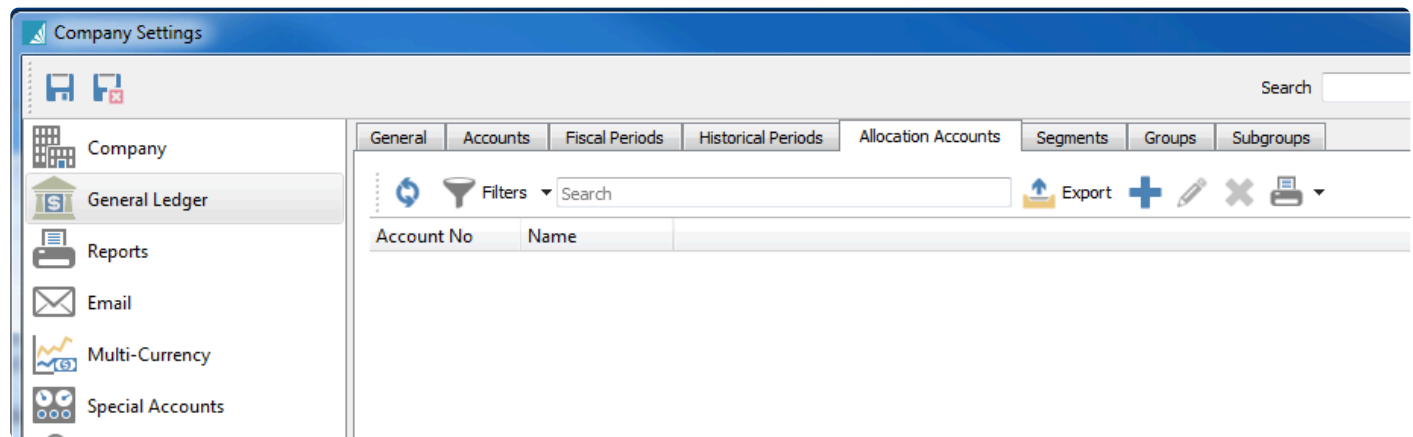 Company Settings
Search
Company
General Ledger
Reports
Email
Multi-Currency
Special Accounts
General Accounts Fiscal Periods Historical Periods Allocation Accounts Segments Groups Subgroups
Filters Search Export
Account No Name